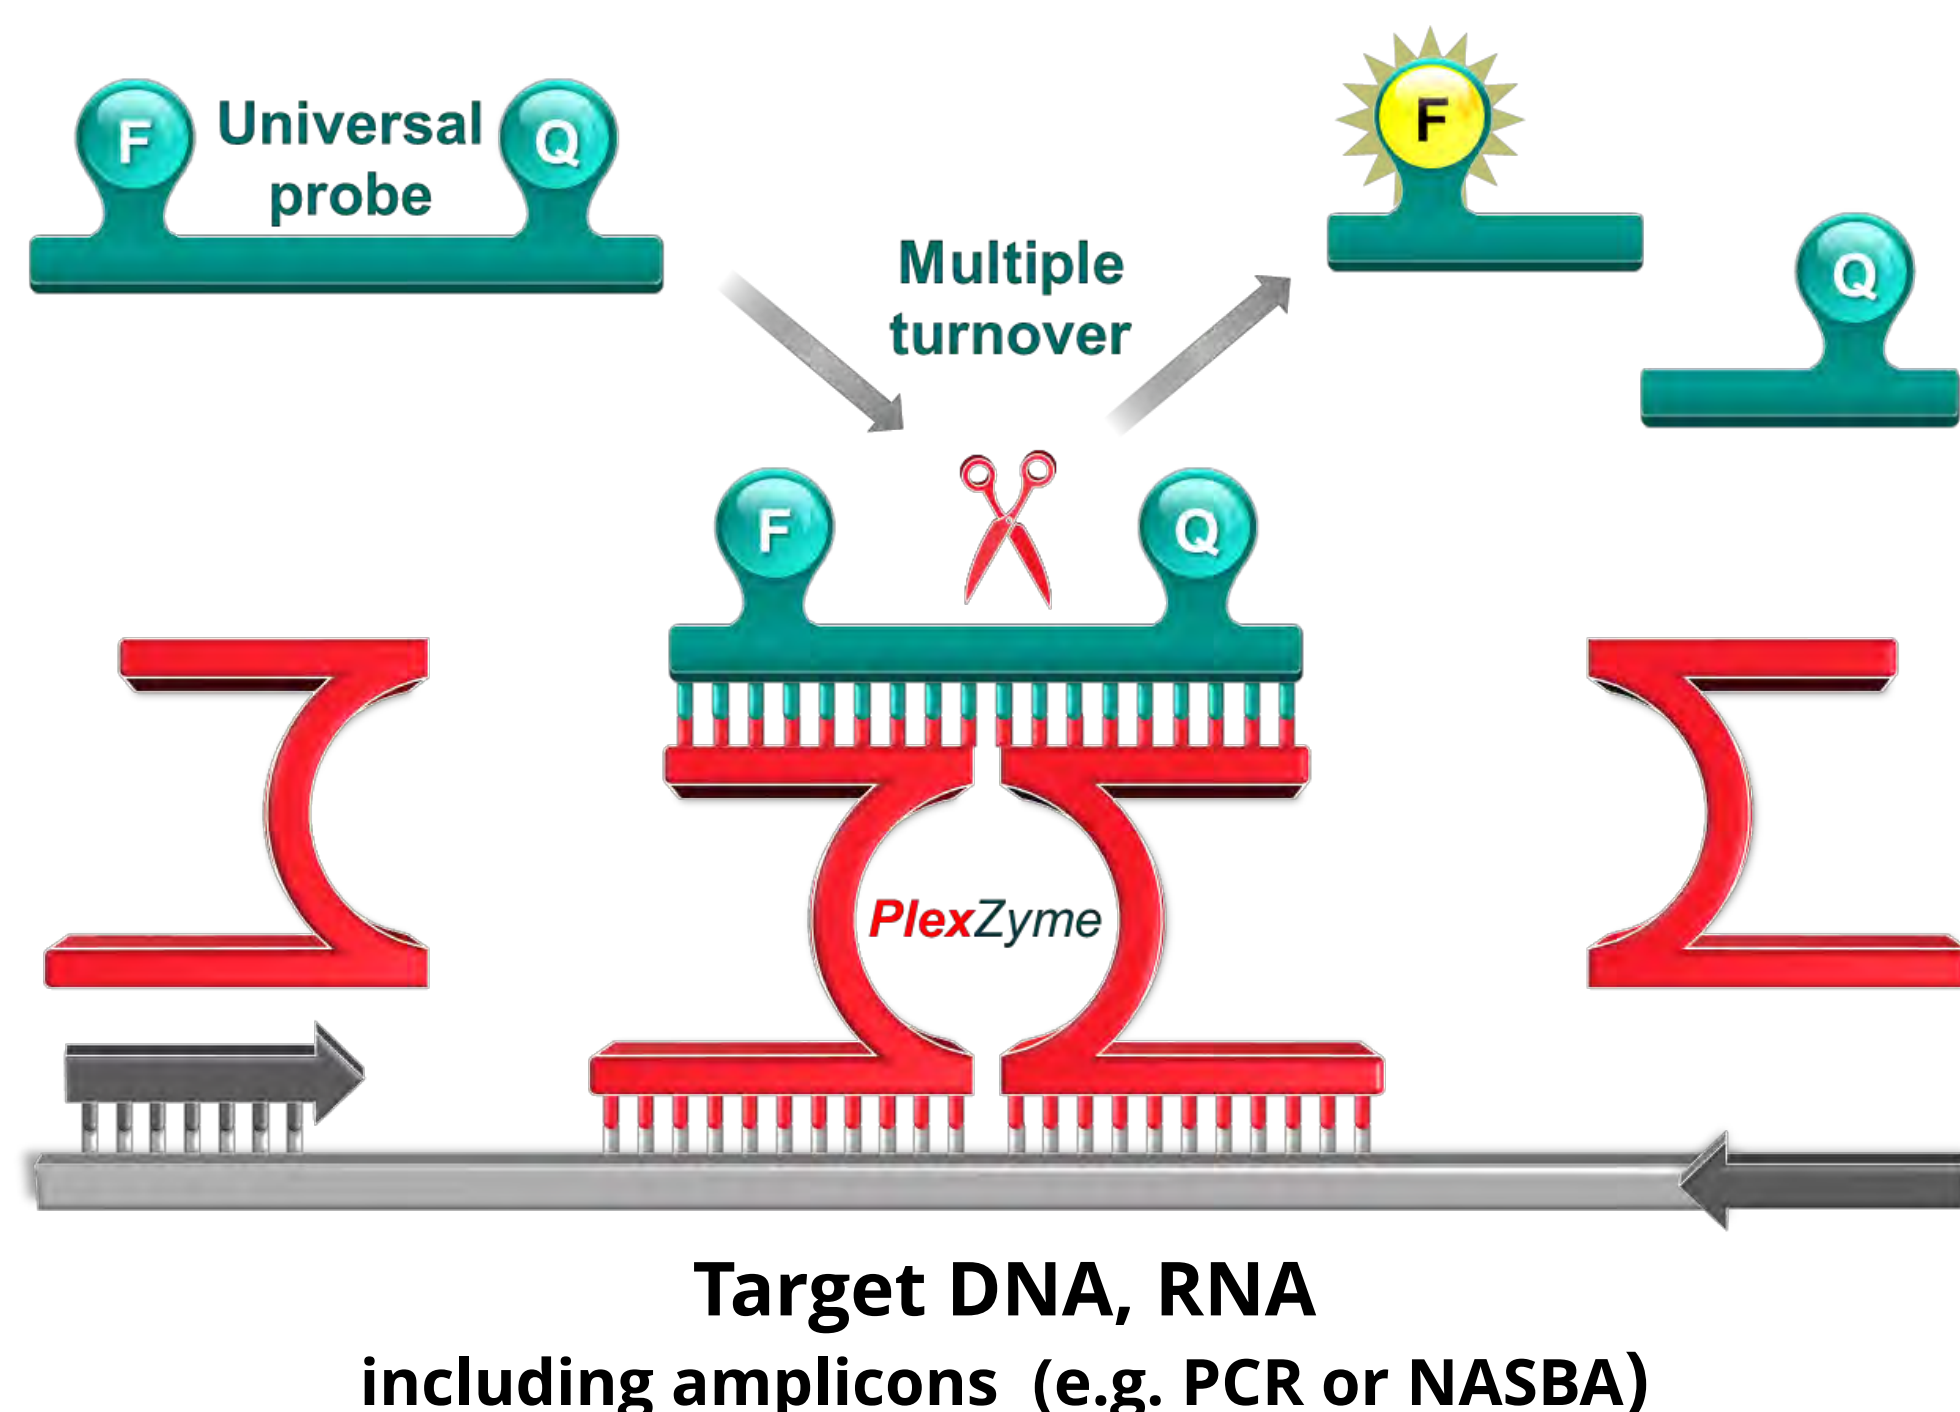 F
Universal
probe
Q
F
Q
Multiple
turnover
F
Q
PlexZyme
Target DNA, RNA
including amplicons (e.g. PCR or NASBA)